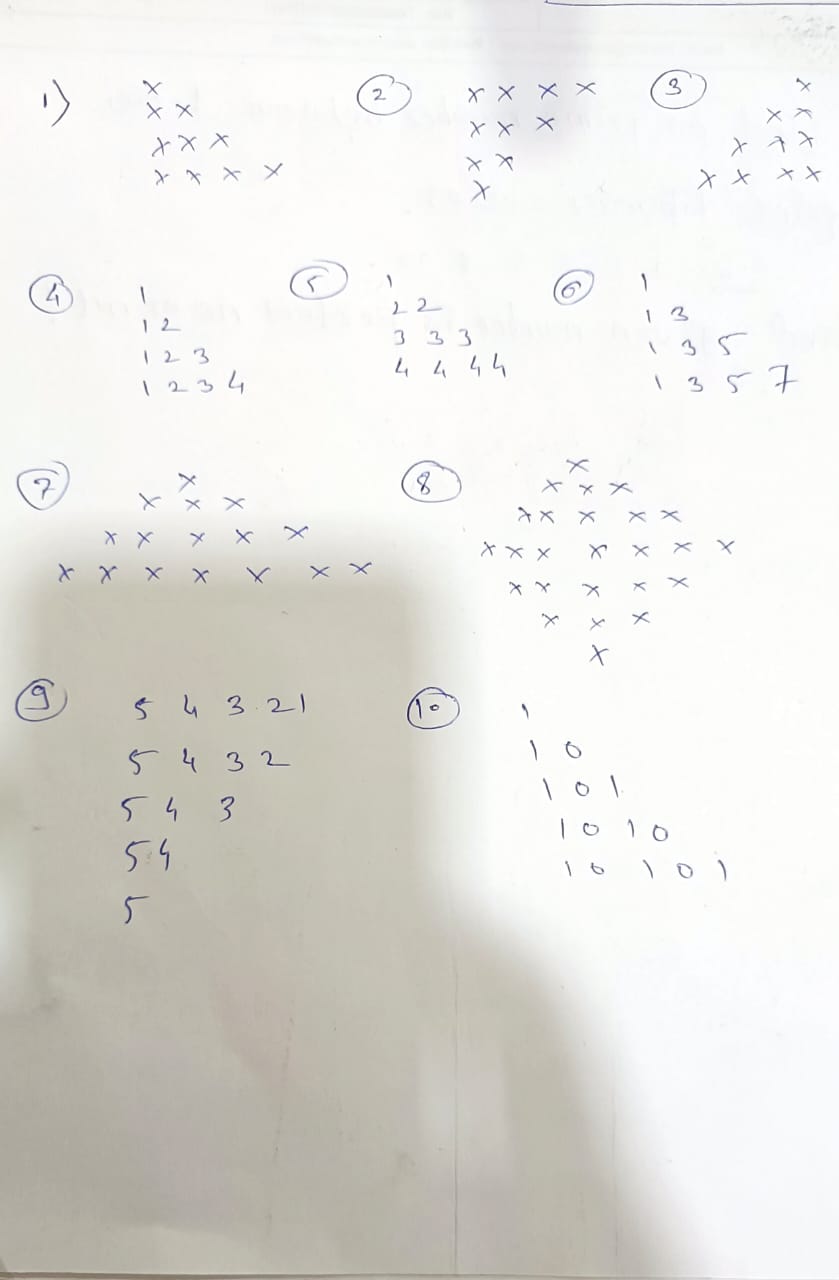 1)
x
x x
x x x
x x x x
2
x x x x
x x x
x x
x
3
x
x x
x x x
x x x x
4
1
1 2
1 2 3
1 2 3 4
5
1
2 2
3 3 3
4 4 4 4
6
1
1 3
1 3 5
1 3 5 7
7
x
x x x
x x x x x
x x x x x x x
8
x
x x x
x x x x x
x x x x x x x
x x x x x
x x x
x
9
5 4 3 2 1
5 4 3 2
5 4 3
5 4
5
10
1
1 0
1 0 1
1 0 1 0
1 0 1 0 1